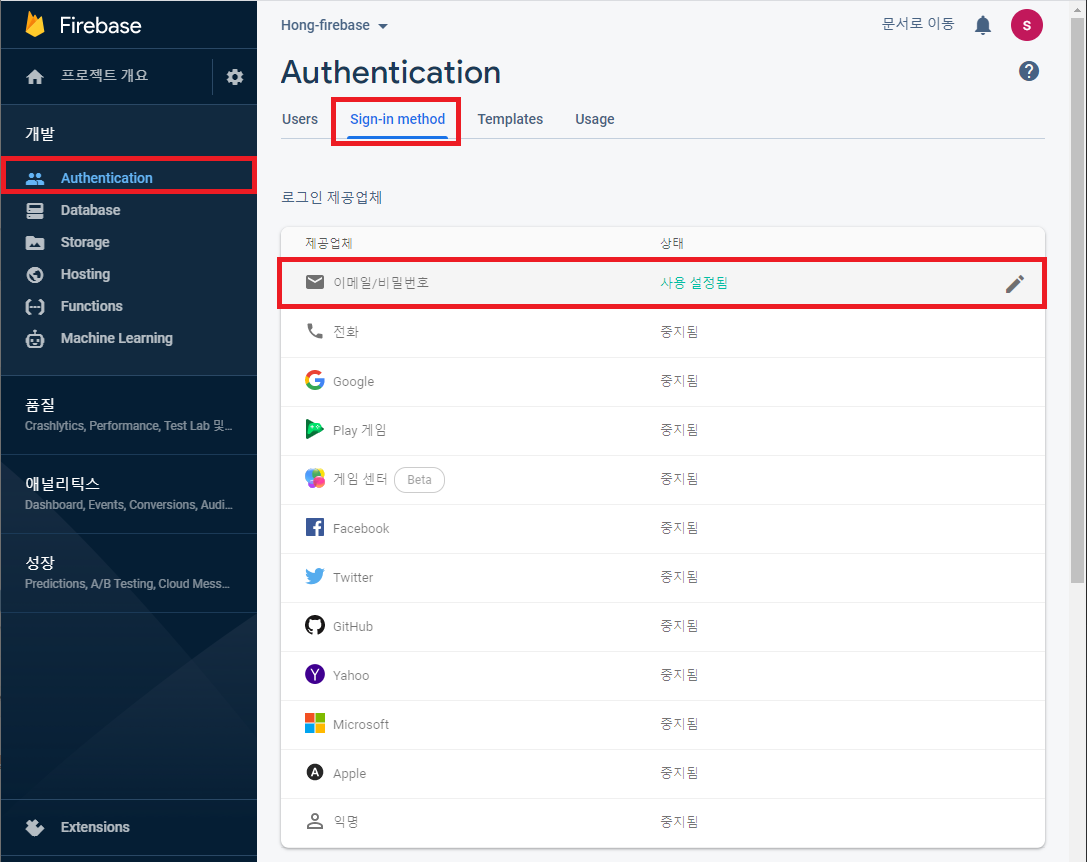 Firebase
프로젝트 개요
개발
Authentication
Database
Storage
Hosting
Functions
Machine Learning
품질
Crashlytics, Performance, Test Lab 및…
애널리틱스
Dashboard, Events, Conversions, Audi…
성장
Predictions, A/B Testing, Cloud Mess…
Extensions
Hong-firebase
문서로 이동
S
Authentication
?
Users Sign-in method Templates Usage
로그인 제공업체
제공업체 상태
이메일/비밀번호 사용 설정됨
전화 중지됨
Google 중지됨
Play 게임 중지됨
게임 센터 Beta 중지됨
Facebook 중지됨
Twitter 중지됨
GitHub 중지됨
Yahoo 중지됨
Microsoft 중지됨
Apple 중지됨
익명 중지됨